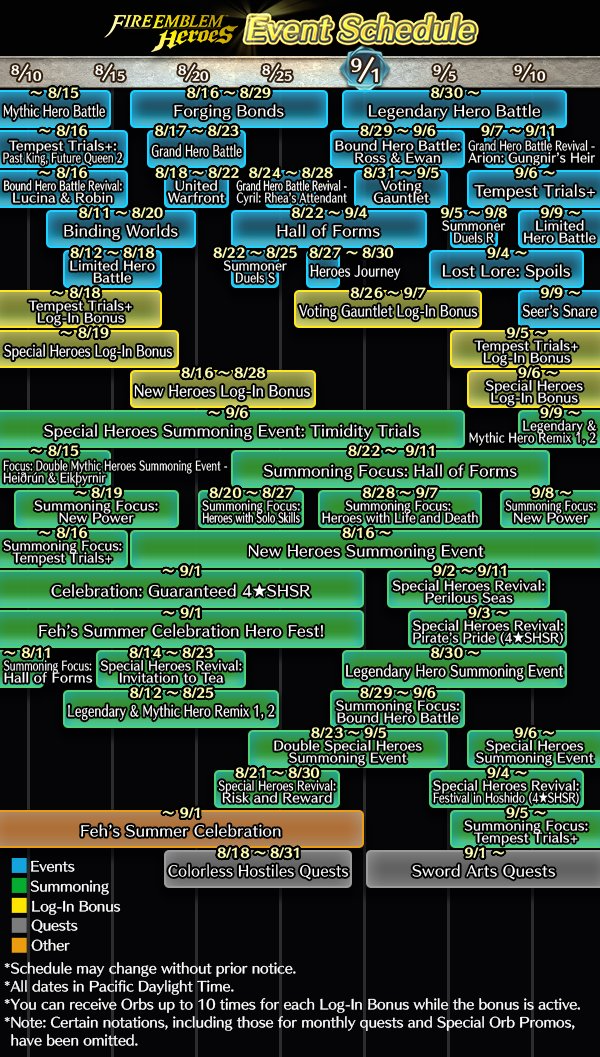 FIRE EMBLEM
Heroes
Event Schedule
8/10
8/15
8/20
8/25
9/1
9/5
9/10
~ 8/15
Mythic Hero Battle
8/16 ~ 8/29
Forging Bonds
8/30 ~
Legendary Hero Battle
~ 8/16
Tempest Trials+:
Past King, Future Queen 2
8/17 ~ 8/23
Grand Hero Battle
8/29 ~ 9/6
Bound Hero Battle:
Ross & Ewan
9/7 ~ 9/11
Grand Hero Battle Revival -
Arion: Gungnir's Heir
~ 8/16
Bound Hero Battle Revival:
Lucina & Robin
8/18 ~ 8/22
United
Warfront
8/24 ~ 8/28
Grand Hero Battle Revival -
Cyril: Rhea's Attendant
8/31 ~ 9/5
Voting
Gauntlet
9/6 ~
Tempest Trials+
8/11 ~ 8/20
Binding Worlds
8/22 ~ 9/4
Hall of Forms
9/5 ~ 9/8
Summoner
Duels R
9/9 ~
Limited
Hero Battle
8/12 ~ 8/18
Limited Hero
Battle
8/22 ~ 8/25
Summoner
Duels S
8/27 ~ 8/30
Heroes Journey
9/4 ~
Lost Lore: Spoils
~ 8/18
Tempest Trials+
Log-In Bonus
8/26 ~ 9/7
Voting Gauntlet Log-In Bonus
9/9 ~
Seer's Snare
~ 8/19
Special Heroes Log-In Bonus
9/5 ~
Tempest Trials+
Log-In Bonus
8/16 ~ 8/28
New Heroes Log-In Bonus
9/6 ~
Special Heroes
Log-In Bonus
~ 9/6
Special Heroes Summoning Event: Timidity Trials
9/9 ~
Legendary &
Mythic Hero Remix 1, 2
~ 8/15
Focus: Double Mythic Heroes Summoning Event -
Heiðrún & Eikþyrnir
8/22 ~ 9/11
Summoning Focus: Hall of Forms
~ 8/19
Summoning Focus:
New Power
8/20 ~ 8/27
Summoning Focus:
Heroes with Solo Skills
8/28 ~ 9/7
Summoning Focus:
Heroes with Life and Death
9/8 ~
Summoning Focus:
New Power
~ 8/16
Summoning Focus:
Tempest Trials+
8/16 ~
New Heroes Summoning Event
~ 9/1
Celebration: Guaranteed 4★SHSR
9/2 ~ 9/11
Special Heroes Revival:
Perilous Seas
~ 9/1
Feh's Summer Celebration Hero Fest!
9/3 ~
Special Heroes Revival:
Pirate's Pride (4★SHSR)
~ 8/11
Summoning Focus:
Hall of Forms
8/14 ~ 8/23
Special Heroes Revival:
Invitation to Tea
8/30 ~
Legendary Hero Summoning Event
8/12 ~ 8/25
Legendary & Mythic Hero Remix 1, 2
8/29 ~ 9/6
Summoning Focus:
Bound Hero Battle
8/23 ~ 9/5
Double Special Heroes
Summoning Event
9/6 ~
Special Heroes
Summoning Event
8/21 ~ 8/30
Special Heroes Revival:
Risk and Reward
9/4 ~
Special Heroes Revival:
Festival in Hoshido (4★SHSR)
~ 9/1
Feh's Summer Celebration
9/5 ~
Summoning Focus:
Tempest Trials+
8/18 ~ 8/31
Colorless Hostiles Quests
9/1 ~
Sword Arts Quests
Events
Summoning
Log-In Bonus
Quests
Other
*Schedule may change without prior notice.
*All dates in Pacific Daylight Time.
*You can receive Orbs up to 10 times for each Log-In Bonus while the bonus is active.
*Note: Certain notations, including those for monthly quests and Special Orb Promos,
have been omitted.